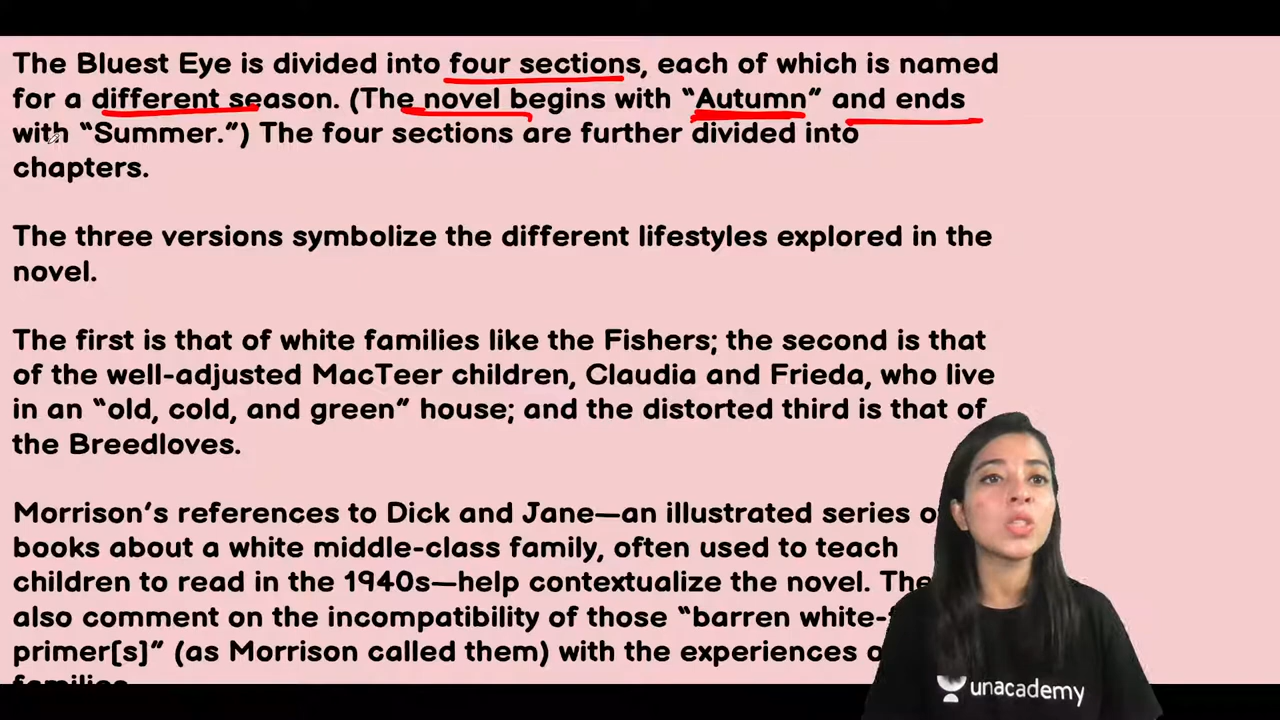 The Bluest Eye is divided into four sections, each of which is named
for a different season. (The novel begins with “Autumn” and ends
with “Summer.”) The four sections are further divided into
chapters.
The three versions symbolize the different lifestyles explored in the
novel.
The first is that of white families like the Fishers; the second is that
of the well-adjusted MacTeer children, Claudia and Frieda, who live
in an “old, cold, and green” house; and the distorted third is that of
the Breedloves.
Morrison’s references to Dick and Jane—an illustrated series
books about a white middle-class family, often used to teach
children to read in the 1940s—help contextualize the novel.
also comment on the incompatibility of those “barren white-
primer[s]” (as Morrison called them) with the experiences
families
unacademy